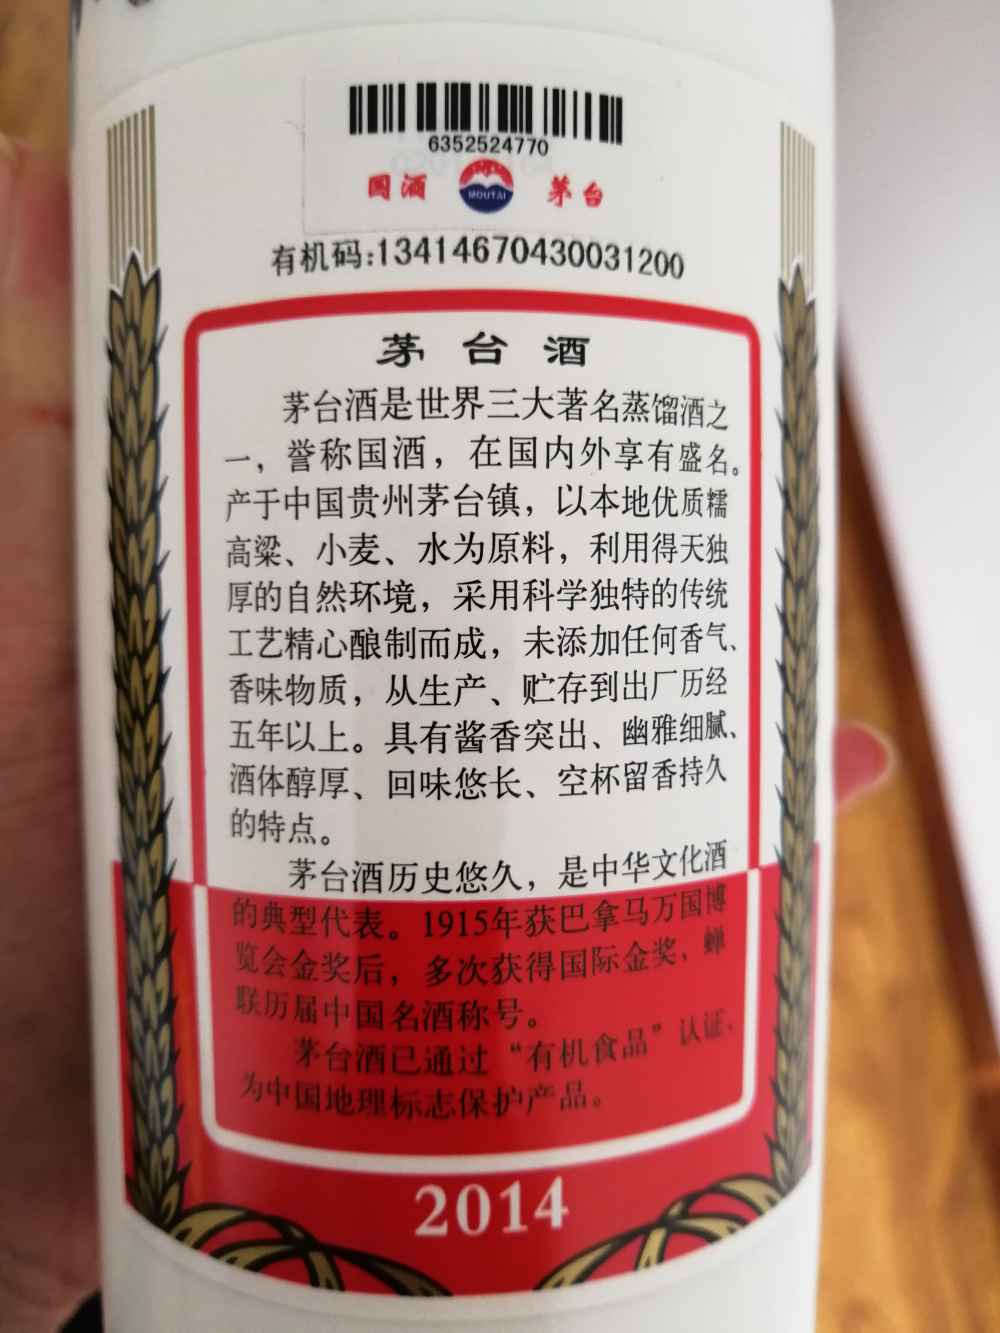 6352524770
国酒 MOUTAI 茅台
有机码:13414670430031200
茅台酒
茅台酒是世界三大著名蒸馏酒之
一，誉称国酒，在国内外享有盛名。
产于中国贵州茅台镇，以本地优质糯
高粱、小麦、水为原料，利用得天独
厚的自然环境，采用科学独特的传统
工艺精心酿制而成，未添加任何香气、
香味物质，从生产、贮存到出厂历经
五年以上。具有酱香突出、幽雅细腻、
酒体醇厚、回味悠长、空杯留香持久
的特点。
茅台酒历史悠久，是中华文化酒
的典型代表。1915年获巴拿马万国博
览会金奖后，多次获得国际金奖，蝉
联历届中国名酒称号。
茅台酒已通过“有机食品”认证，
为中国地理标志保护产品。
2014